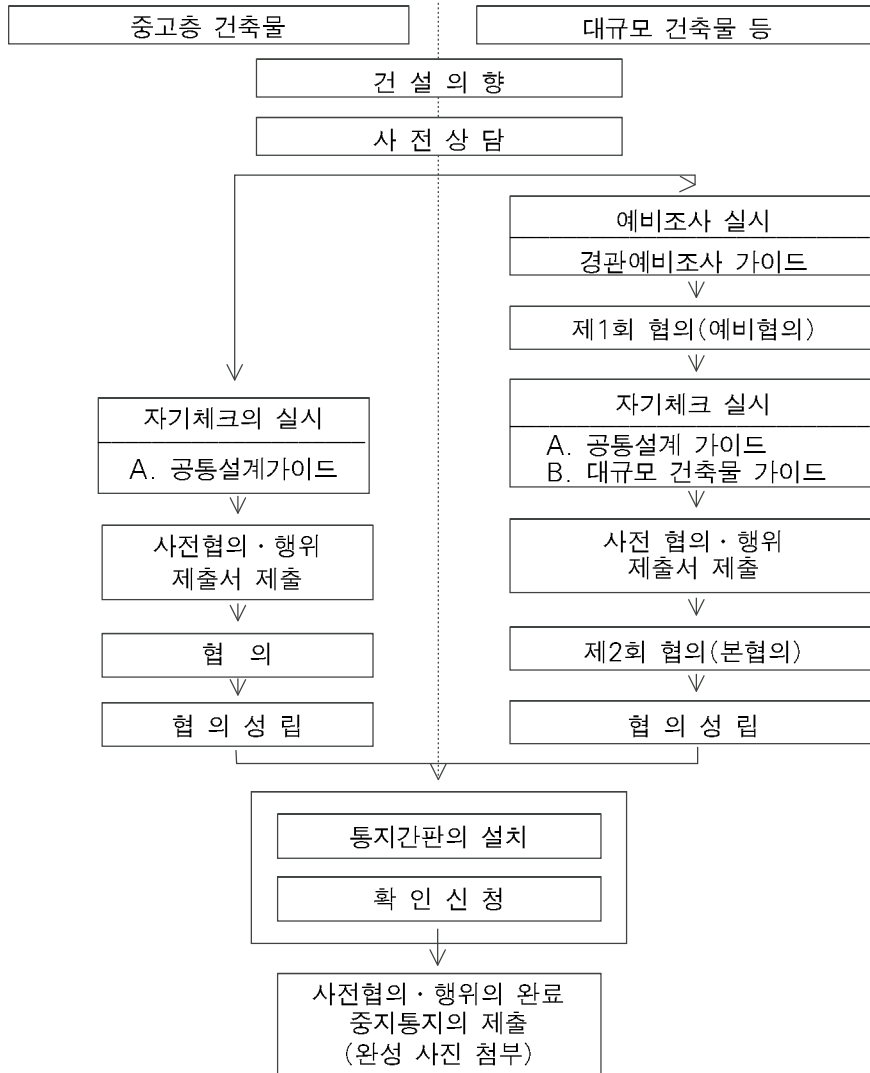 중고층 건축물
대규모 건축물 등
건 설 의 향
사 전 상 담
예비조사 실시
경관예비조사 가이드
제1회 협의(예비협의)
자기체크의 실시
A. 공통설계가이드
자기체크 실시
A. 공통설계 가이드
B. 대규모 건축물 가이드
사전협의·행위
제출서 제출
사전 협의·행위
제출서 제출
협 의
제2회 협의(본협의)
협 의 성 립
협 의 성 립
통지간판의 설치
확 인 신 청
사전협의·행위의 완료
중지통지의 제출
(완성 사진 첨부)